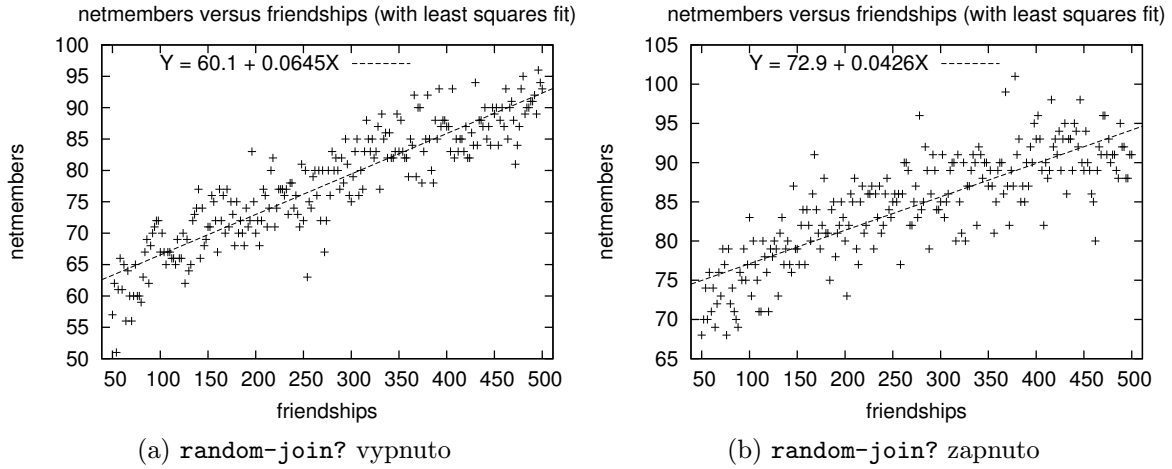 netmembers versus friendships (with least squares fit)
100
95
90
85
80
75
70
65
60
55
50
netmembers
Y = 60.1 + 0.0645X
50 100 150 200 250 300 350 400 450 500
friendships
(a) random-join? vypnuto
netmembers versus friendships (with least squares fit)
105
100
95
90
85
80
75
70
65
netmembers
Y = 72.9 + 0.0426X
50 100 150 200 250 300 350 400 450 500
friendships
(b) random-join? zapnuto